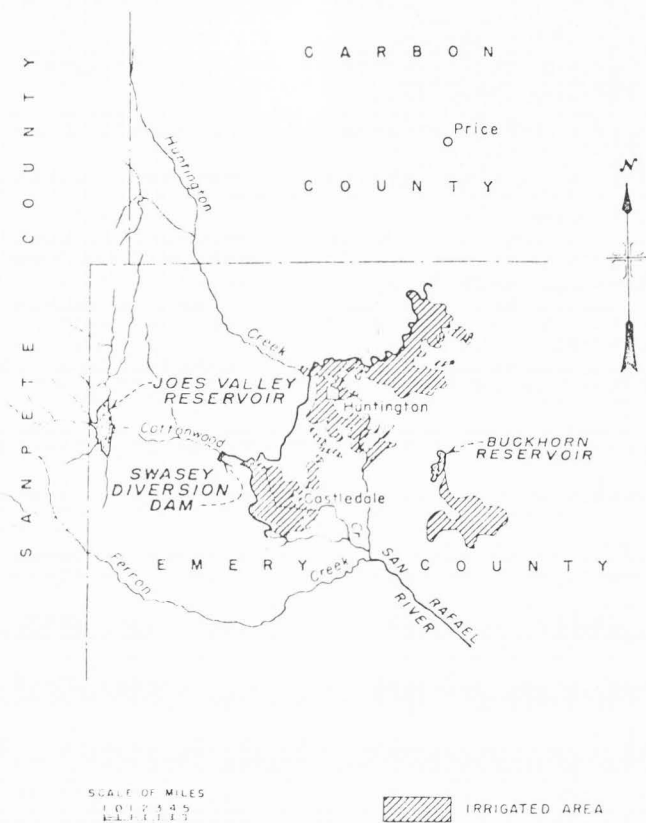 SANPETE COUNTY
CARBON
COUNTY
Price
N
Huntington
Creek
JOES VALLEY
RESERVOIR
Cottonwood
SWASEY
DIVERSION
DAM
Huntington
Castledale
Cr.
BUCKHORN
RESERVOIR
EMERY COUNTY
Ferron
Creek
SAN RAFAEL
RIVER
SCALE OF MILES
1 0 1 2 3 4 5
IRRIGATED AREA